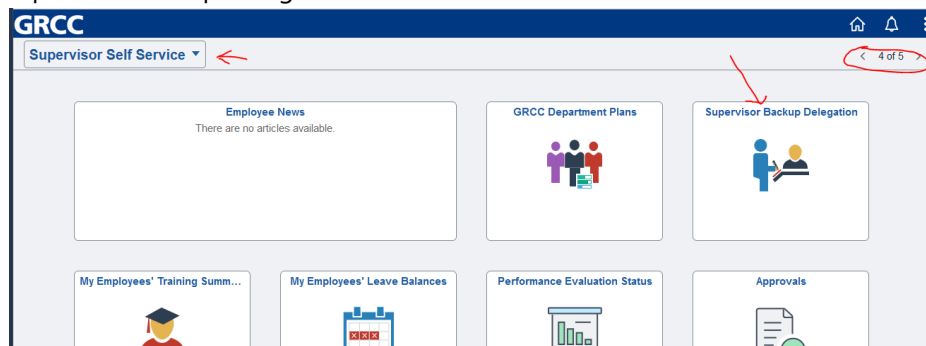 GRCC
Supervisor Self Service
4 of 5
Employee News
There are no articles available.
GRCC Department Plans
Supervisor Backup Delegation
My Employees' Training Summ...
My Employees' Leave Balances
Performance Evaluation Status
Approvals